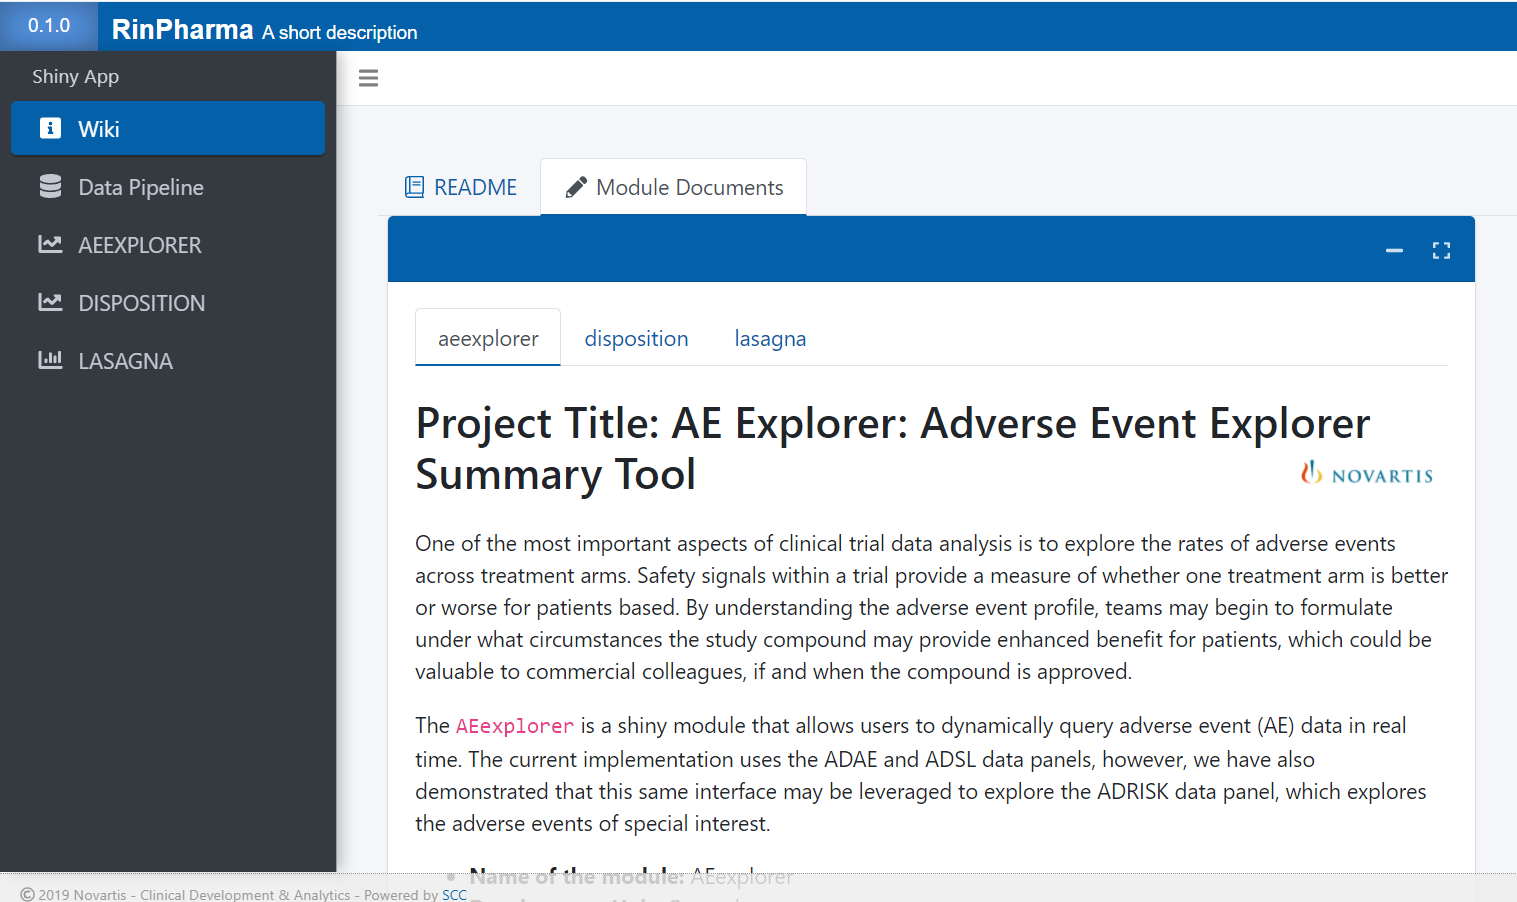 0.1.0
RinPharma A short description
Shiny App
Wiki
Data Pipeline
AEEXPLORER
DISPOSITION
LASAGNA
README
Module Documents
aeexplorer
disposition
lasagna
Project Title: AE Explorer: Adverse Event Explorer
Summary Tool
NOVARTIS
One of the most important aspects of clinical trial data analysis is to explore the rates of adverse events
across treatment arms. Safety signals within a trial provide a measure of whether one treatment arm is better
or worse for patients based. By understanding the adverse event profile, teams may begin to formulate
under what circumstances the study compound may provide enhanced benefit for patients, which could be
valuable to commercial colleagues, if and when the compound is approved.
The AEexplorer is a shiny module that allows users to dynamically query adverse event (AE) data in real
time. The current implementation uses the ADAE and ADSL data panels, however, we have also
demonstrated that this same interface may be leveraged to explore the ADRISK data panel, which explores
the adverse events of special interest.
• Name of the module: AEexplorer
© 2019 Novartis - Clinical Development & Analytics - Powered by SCC